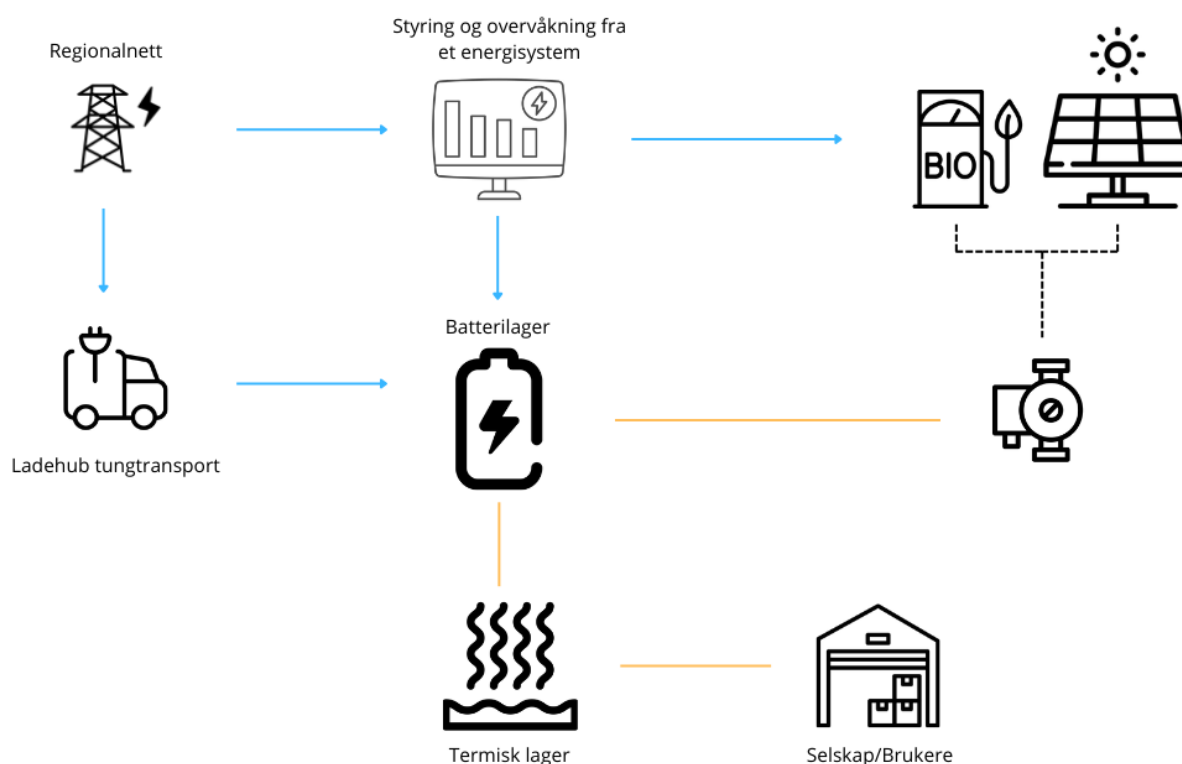 Regionalnett
Styring og overvåkning fra
et energisystem
BIO
Batterilager
Ladehub tungtransport
Termisk lager
Selskap/Brukere